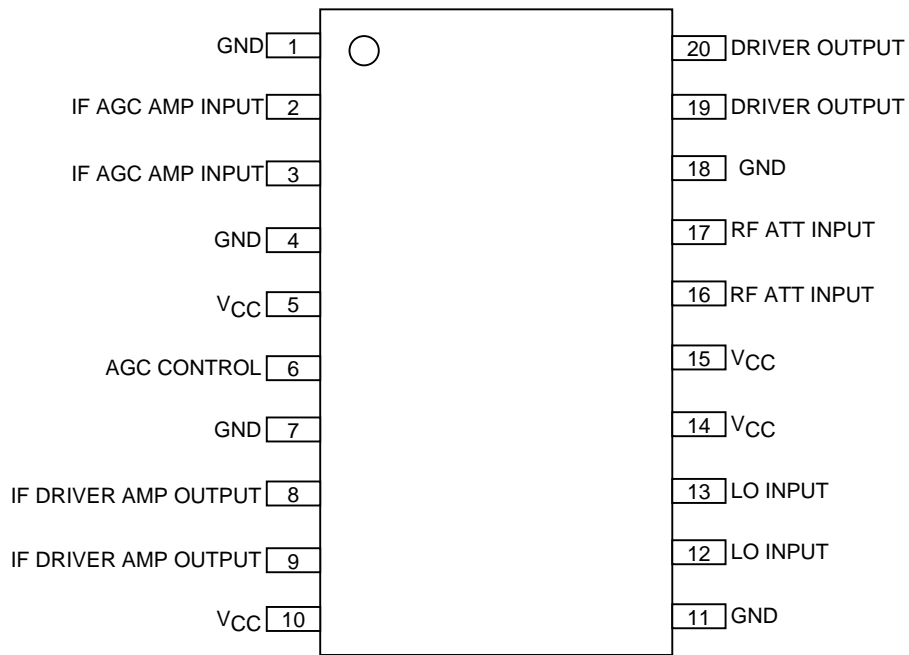 GND 1
IF AGC AMP INPUT 2
IF AGC AMP INPUT 3
GND 4
VCC 5
AGC CONTROL 6
GND 7
IF DRIVER AMP OUTPUT 8
IF DRIVER AMP OUTPUT 9
VCC 10
20 DRIVER OUTPUT
19 DRIVER OUTPUT
18 GND
17 RF ATT INPUT
16 RF ATT INPUT
15 VCC
14 VCC
13 LO INPUT
12 LO INPUT
11 GND